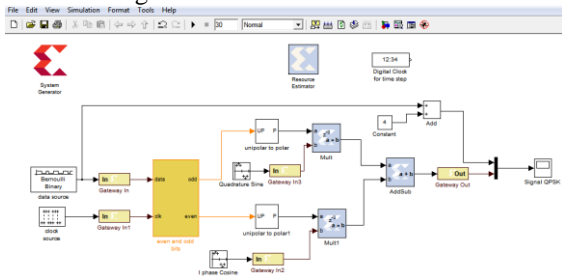 File Edit View Simulation Format Tools Help
30
Normal
System
Generator
Resource
Estimator
12:34
Digital Clock
for time step
4
Constant
+
+
Add
UP P
unipolar to polar
a
b
z
a × b
Mult
Quadrature Sine
In
Gateway In3
Bernoulli
Binary
data source
In
Gateway In
data odd
clk even
even and odd
bits
clock
source
In
Gateway In1
a
b
a + b
AddSub
Out
Gateway Out
Signal QPSK
UP P
unipolar to polar1
a
b
Mult1
I phase Cosine
In
Gateway In2